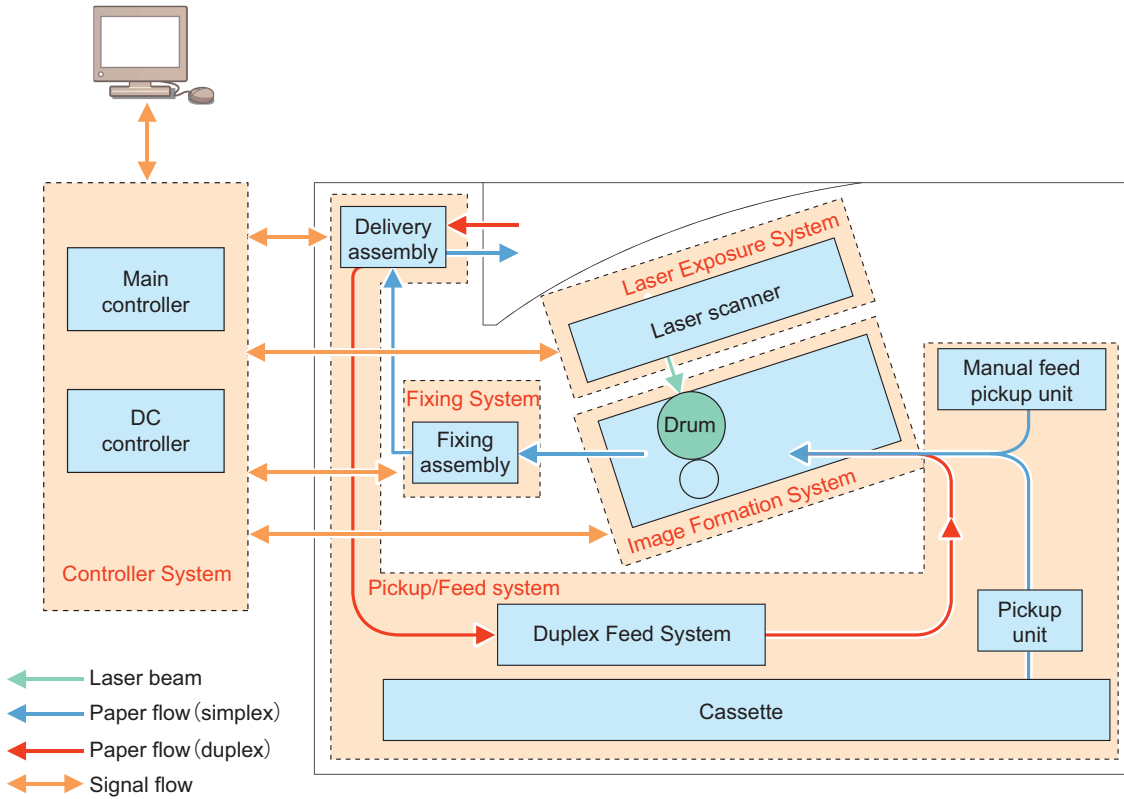 Delivery
assembly
Laser Exposure System
Main
controller
Laser scanner
Manual feed
pickup unit
Fixing System
DC
controller
Fixing
assembly
Drum
Image Formation System
Controller System
Pickup/Feed system
Duplex Feed System
Pickup
unit
Laser beam
Paper flow (simplex)
Cassette
Paper flow (duplex)
Signal flow